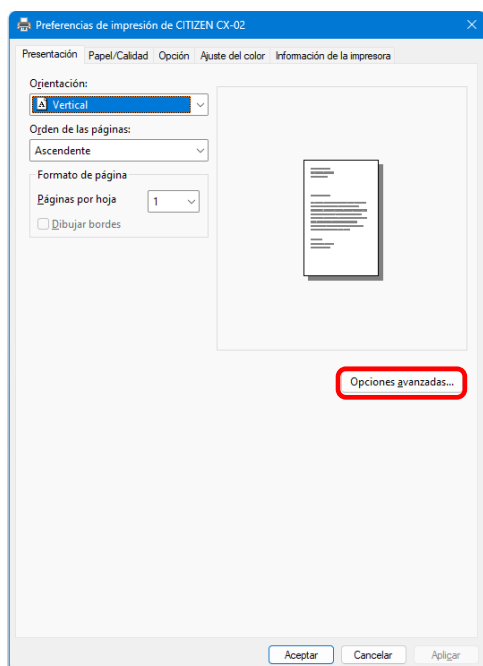 Preferencias de impresión de CITIZEN CX-02
Presentación Papel/Calidad Opción Ajuste del color Información de la impresora
Orientación:
Vertical
Orden de las páginas:
Ascendente
Formato de página
Páginas por hoja 1
Dibujar bordes
Opciones avanzadas...
Aceptar Cancelar Aplicar